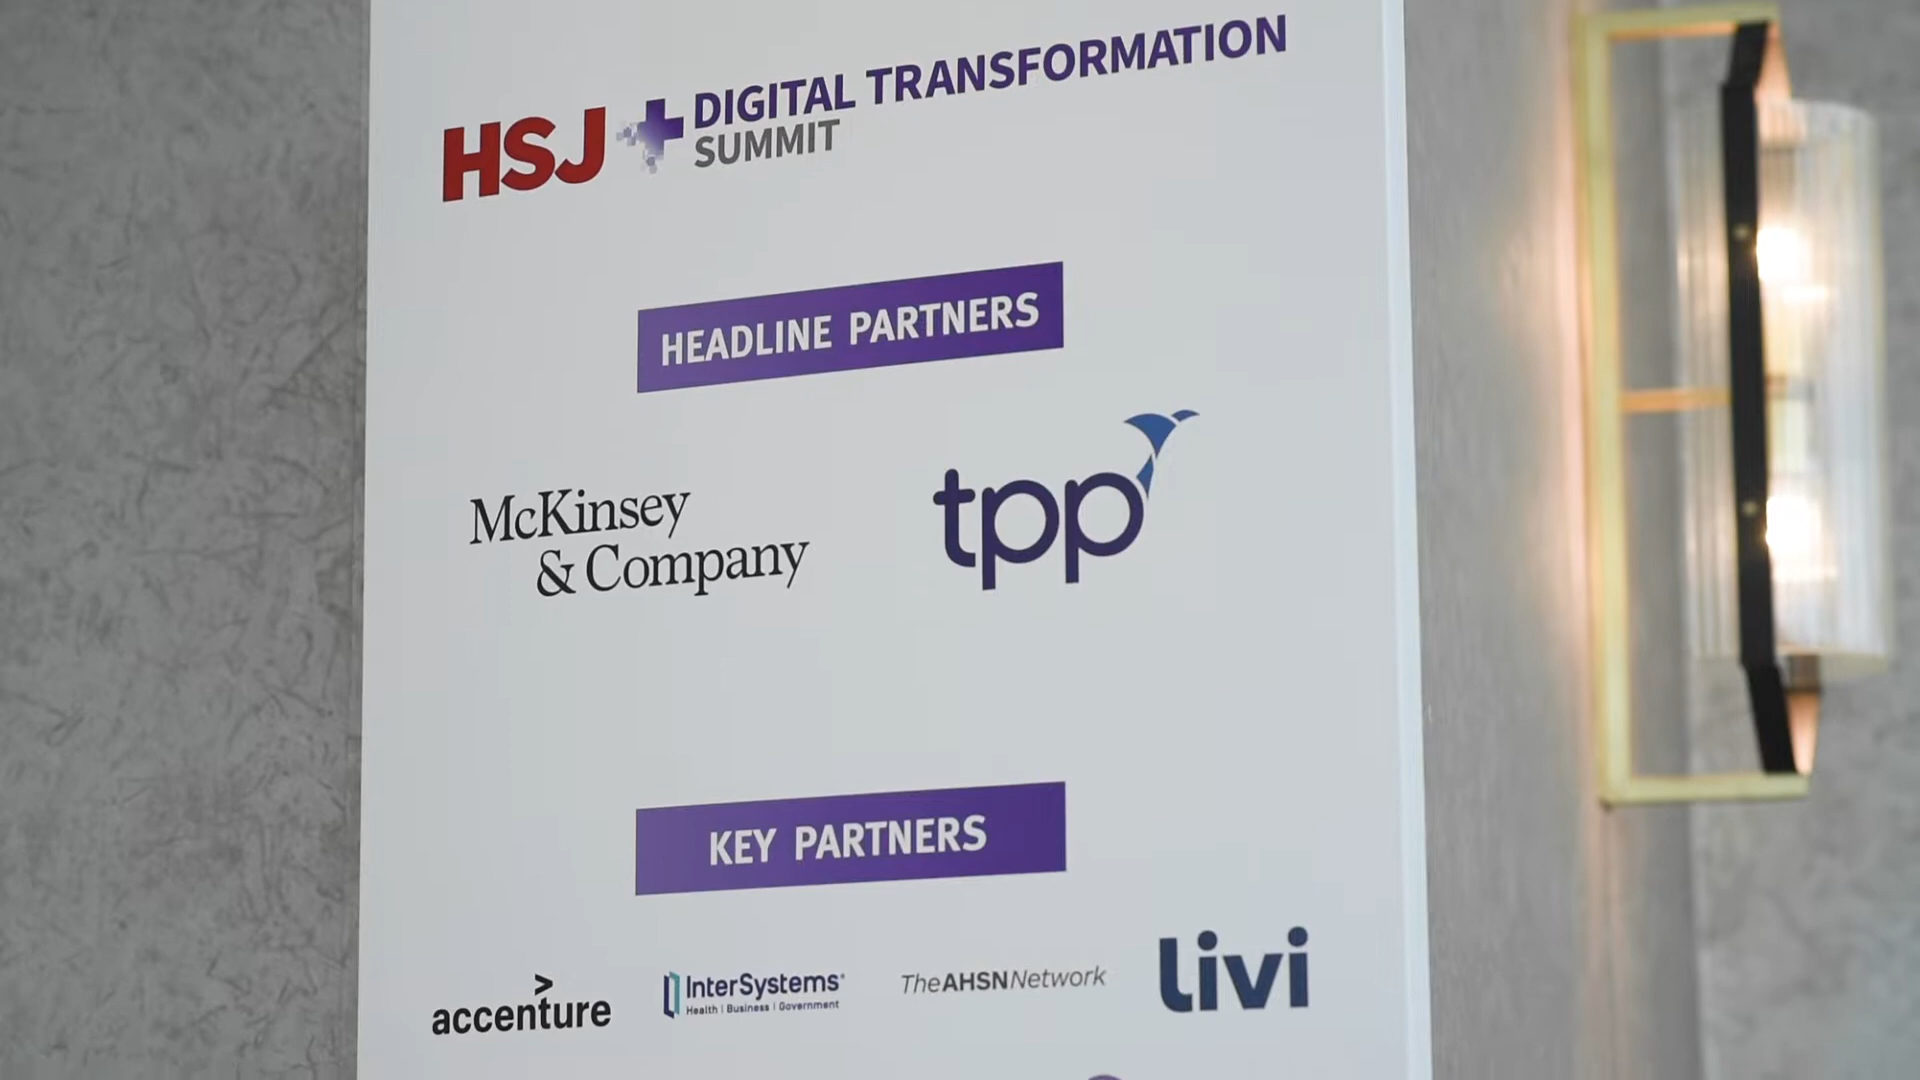 HSJ DIGITAL TRANSFORMATION
SUMMIT
HEADLINE PARTNERS
McKinsey
& Company
tpp
KEY PARTNERS
accenture
InterSystems®
Health | Business | Government
TheAHSNNetwork
Livi